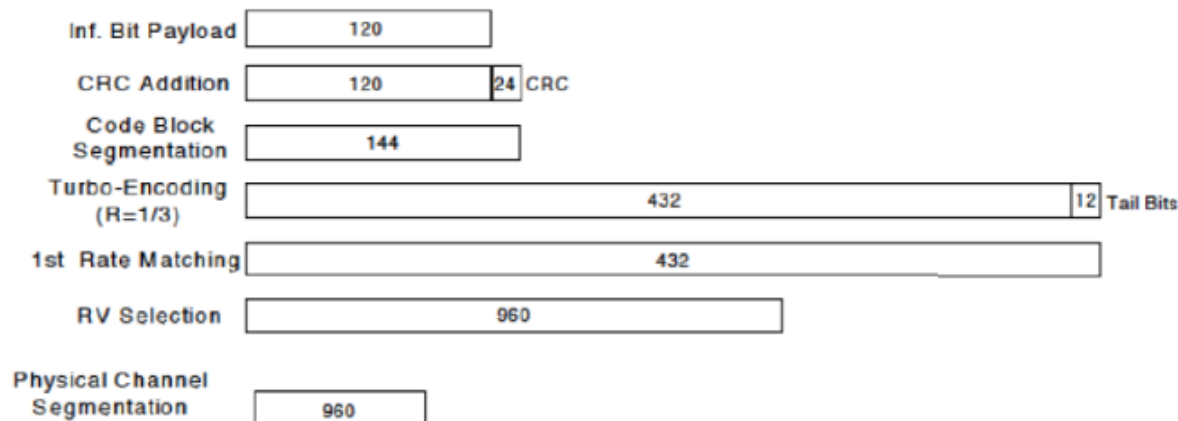 Inf. Bit Payload 120
CRC Addition 120 24 CRC
Code Block
Segmentation 144
Turbo-Encoding
(R=1/3) 432 12 Tail Bits
1st Rate Matching 432
RV Selection 960
Physical Channel
Segmentation 960